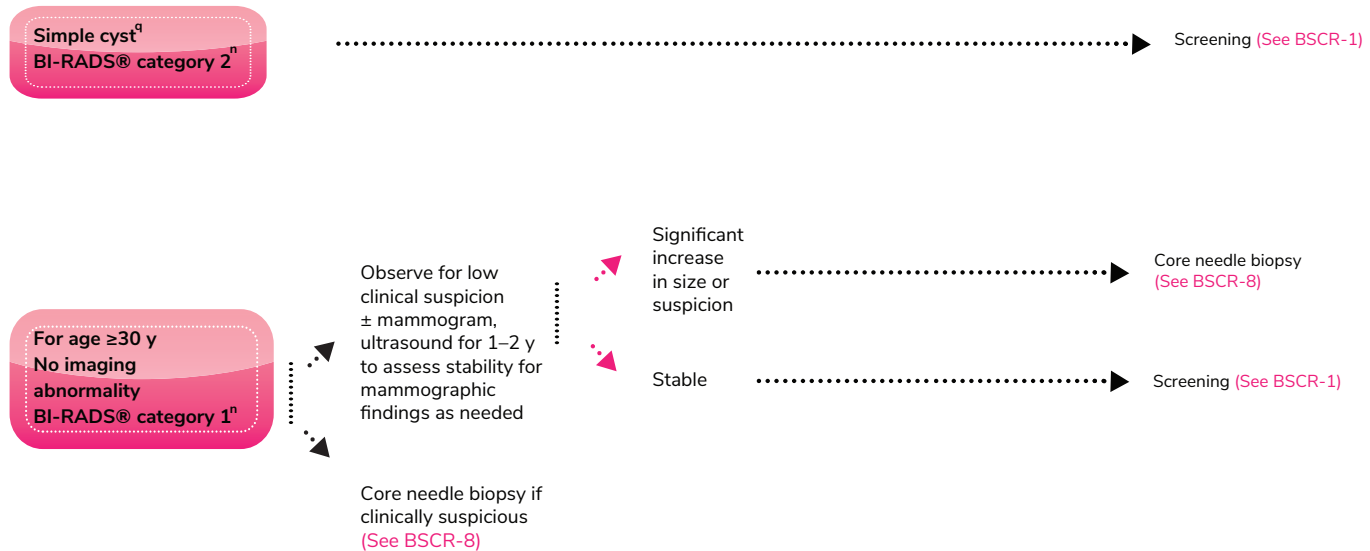 Simple cyst^q
BI-RADS® category 2^n
Screening (See BSCR-1)
For age ≥30 y
No imaging
abnormality
BI-RADS® category 1^n
Observe for low
clinical suspicion
± mammogram,
ultrasound for 1–2 y
to assess stability for
mammographic
findings as needed
Core needle biopsy if
clinically suspicious
(See BSCR-8)
Significant
increase
in size or
suspicion
Core needle biopsy
(See BSCR-8)
Stable
Screening (See BSCR-1)